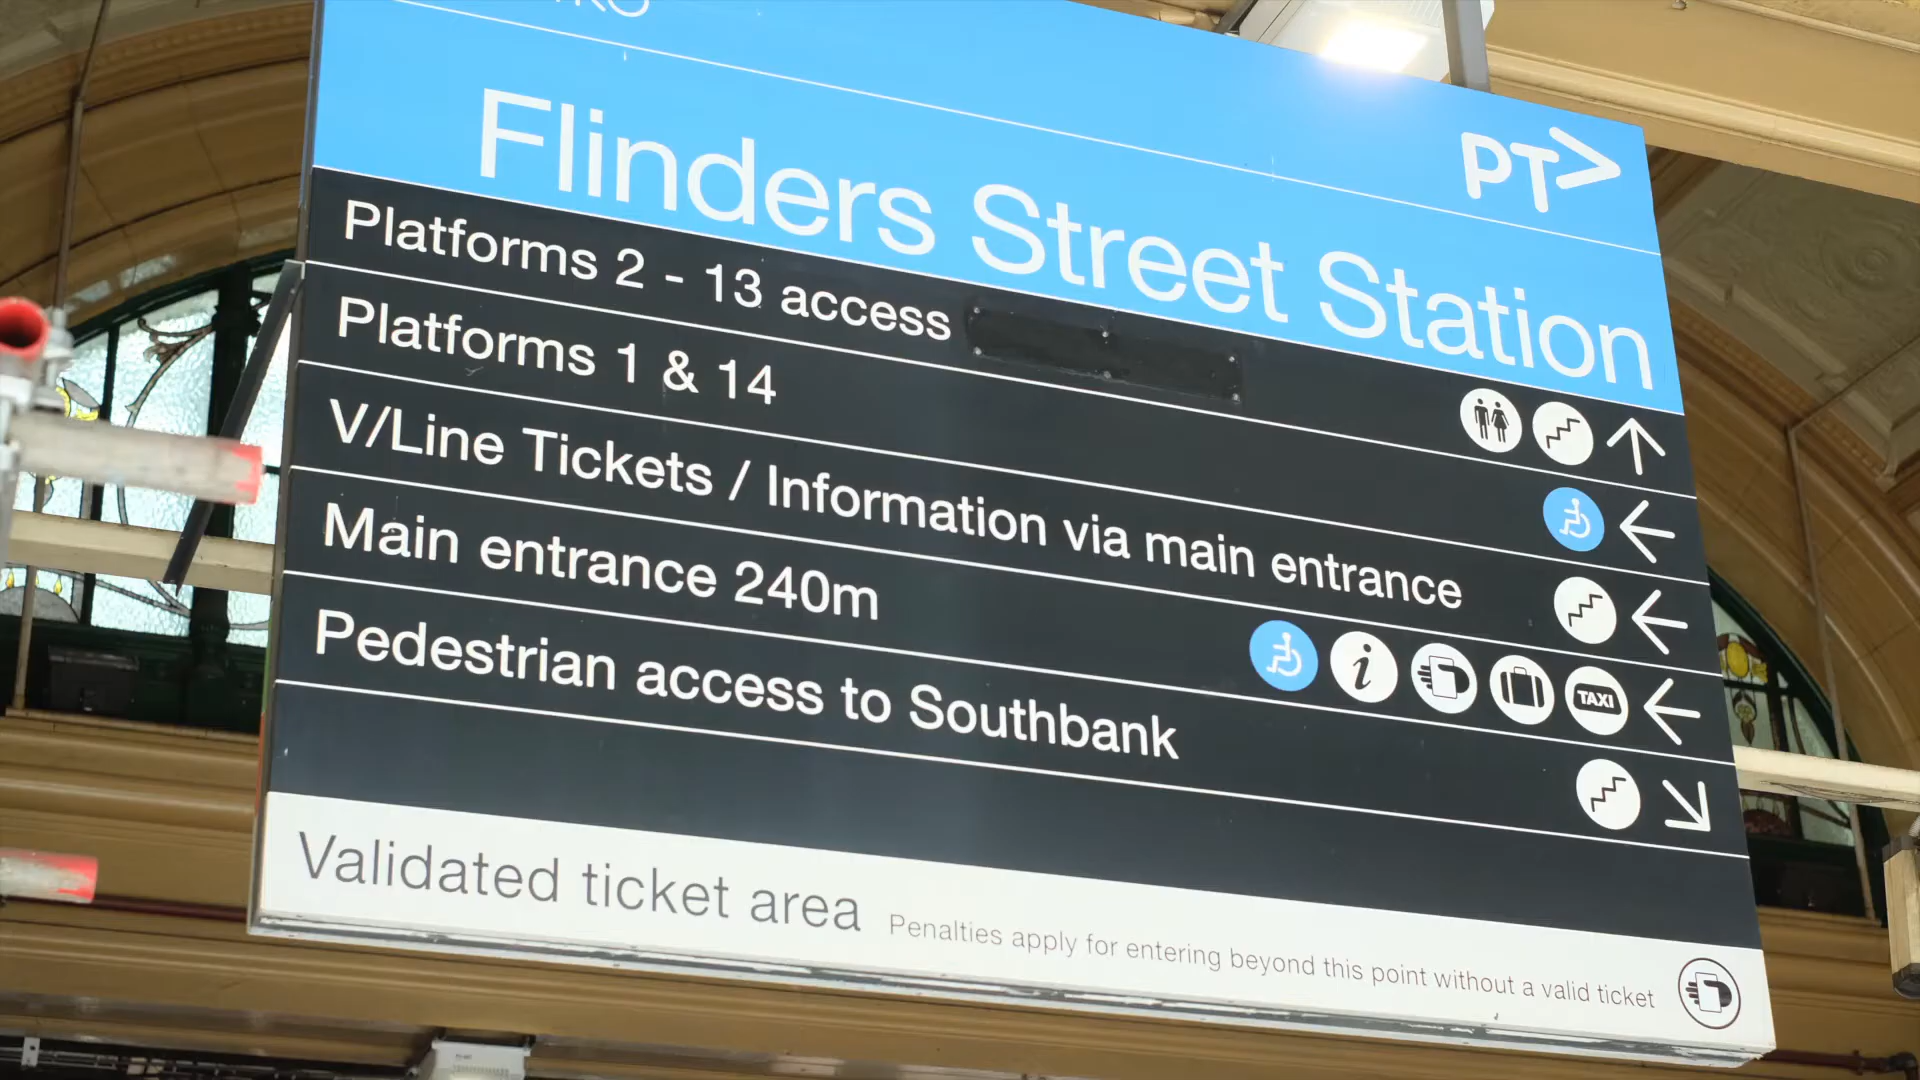 Flinders Street Station
PT>
Platforms 2 - 13 access
Platforms 1 & 14
V/Line Tickets / Information via main entrance
Main entrance 240m
TAXI
Pedestrian access to Southbank
Validated ticket area
Penalties apply for entering beyond this point without a valid ticket